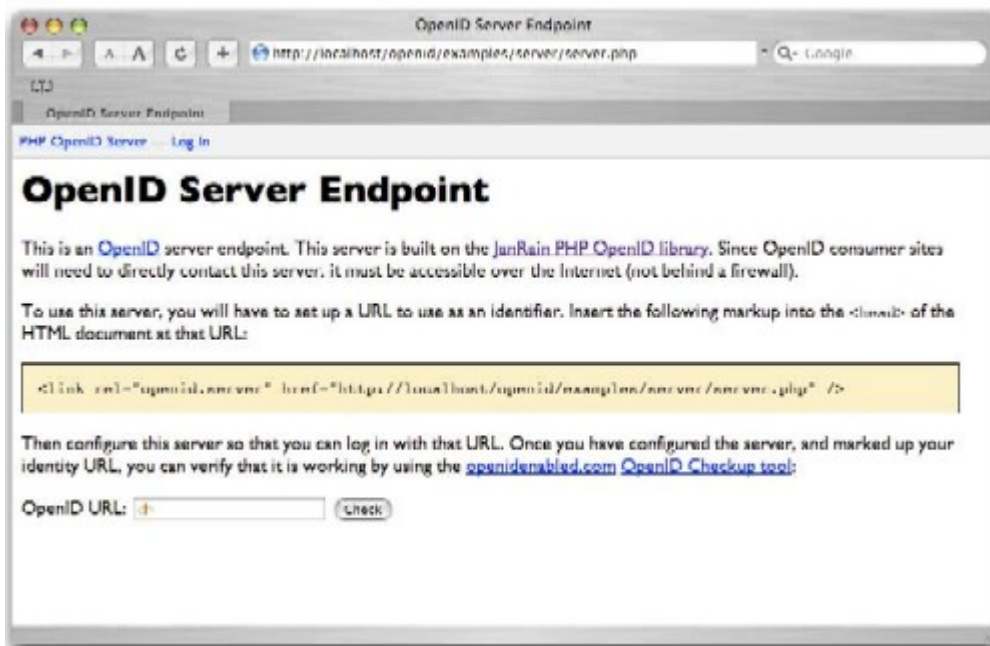 OpenID Server Endpoint
A A
http://localhost/openid/examples/server/server.php
Google
OpenID Server Endpoint
PHP OpenID Server — Log In
OpenID Server Endpoint
This is an OpenID server endpoint. This server is built on the JanRain PHP OpenID library. Since OpenID consumer sites
will need to directly contact this server, it must be accessible over the Internet (not behind a firewall).
To use this server, you will have to set up a URL to use as an identifier. Insert the following markup into the <head> of the
HTML document at that URL:
<link rel="openid.server" href="http://localhost/openid/examples/server/server.php" />
Then configure this server so that you can log in with that URL. Once you have configured the server, and marked up your
identity URL, you can verify that it is working by using the openidenabled.com OpenID Checkup tool:
OpenID URL: Check